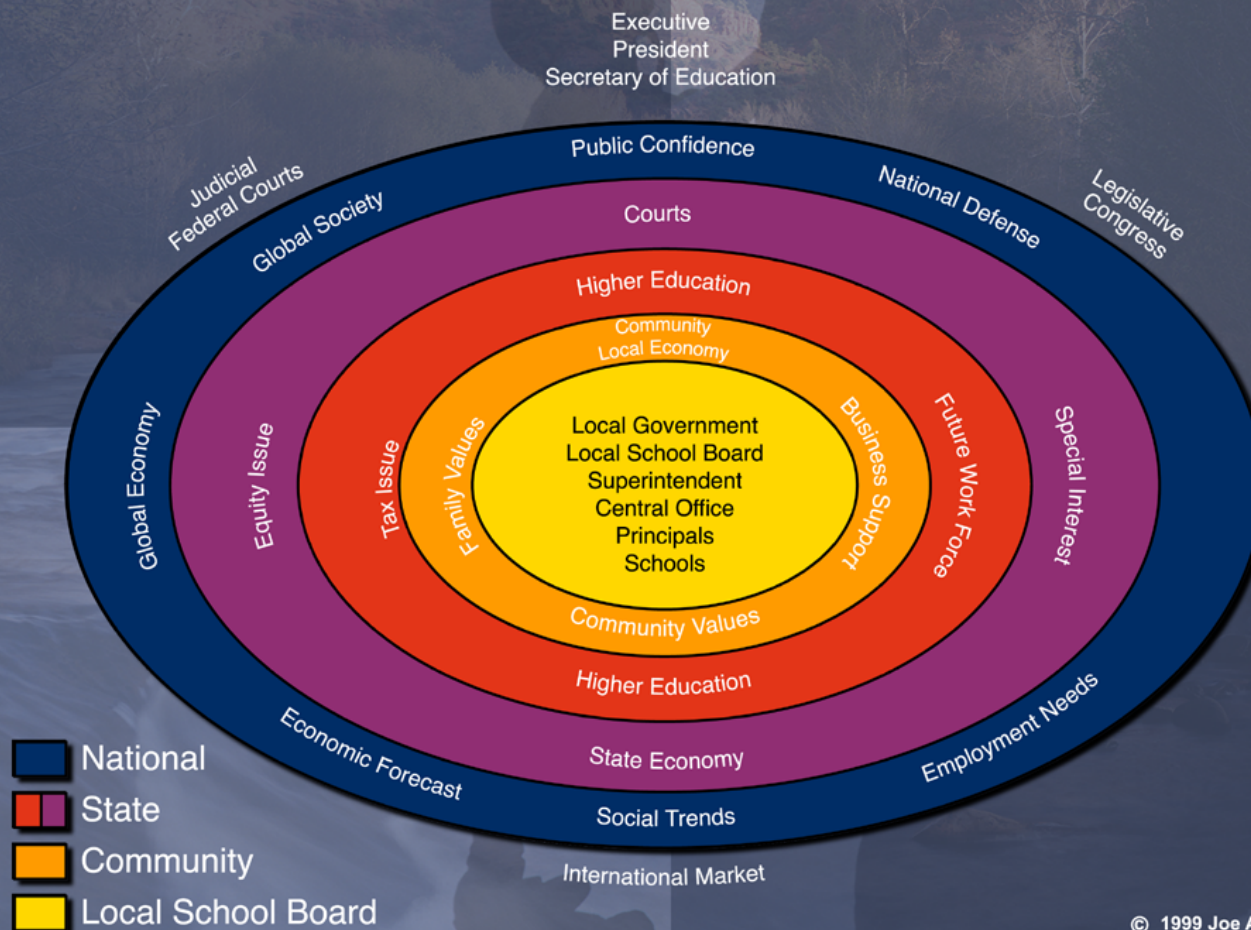 Executive
President
Secretary of Education
Judicial
Federal Courts
Legislative
Congress
Public Confidence
Global Society
National Defense
Courts
Higher Education
Community
Local Economy
Global Economy
Equity Issue
Tax Issue
Family Values
Local Government
Local School Board
Superintendent
Central Office
Principals
Schools
Business Support
Future Work Force
Special Interest
Community Values
Higher Education
State Economy
Economic Forecast
Employment Needs
Social Trends
International Market
National
State
Community
Local School Board
© 1999 Joe A